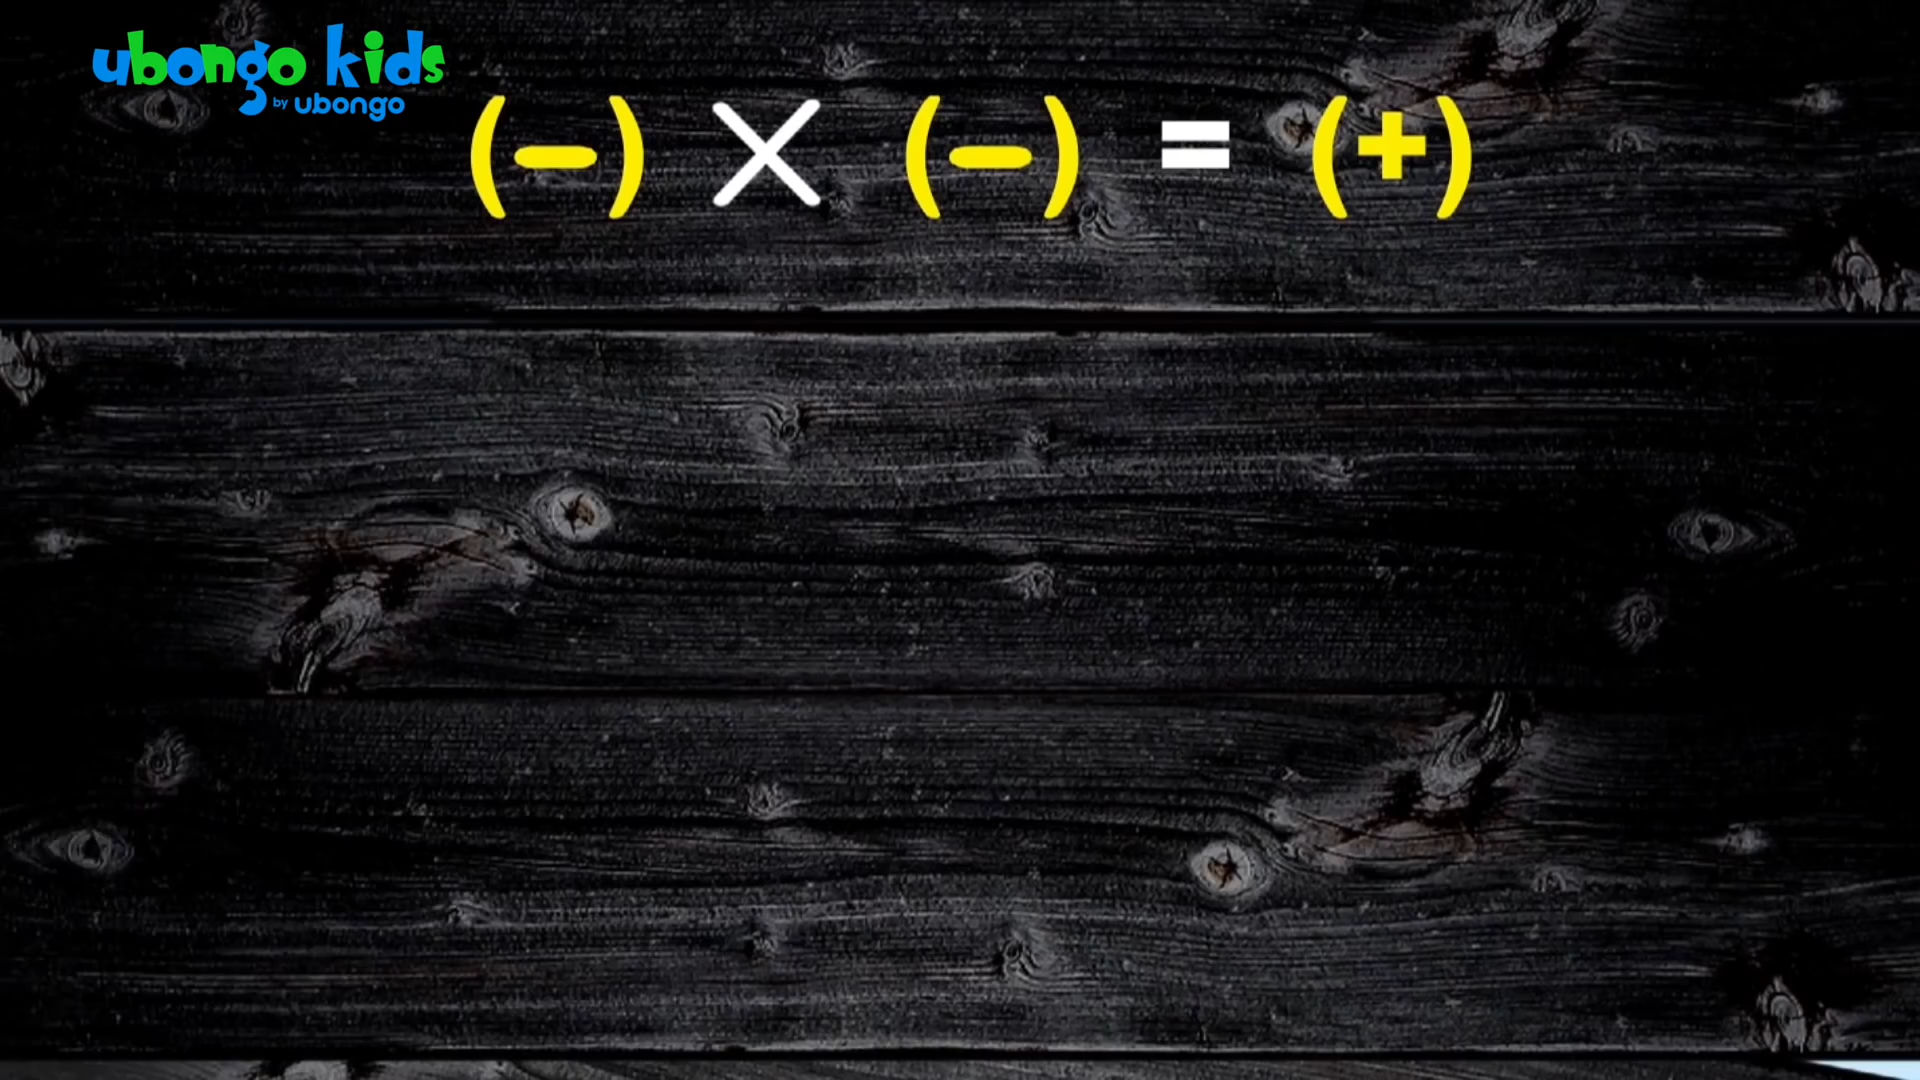 ubongo kids
by ubongo
(-) × (-) = (+)